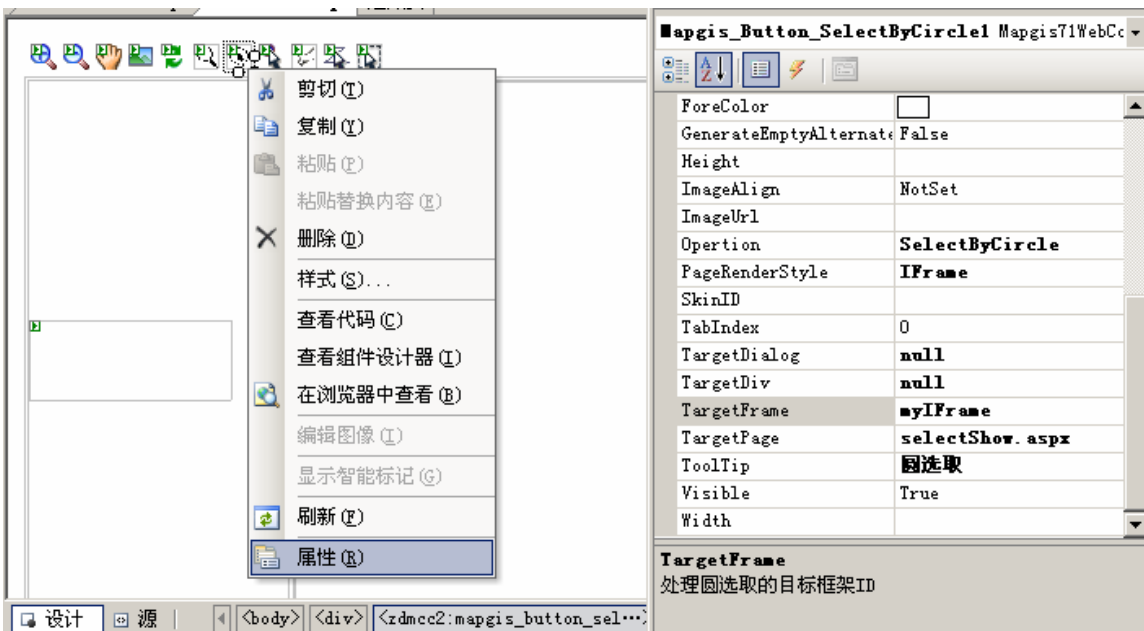 剪切(T)
复制(Y)
粘贴(P)
粘贴替换内容(E)
删除(D)
样式(S)...
查看代码(C)
查看组件设计器(I)
在浏览器中查看(B)
编辑图像(I)
显示智能标记(G)
刷新(F)
属性(R)
设计
源
<body>
<div>
<zdmcc2:mapgis_button_sel...
Mapgis_Button_SelectByCircle1 Mapgis71WebCc
ForeColor
GenerateEmptyAlternate False
Height
ImageAlign NotSet
ImageUrl
Opertion SelectByCircle
PageRenderStyle IFrame
SkinID
TabIndex 0
TargetDialog null
TargetDiv null
TargetFrame myIFrame
TargetPage selectShow.aspx
ToolTip 圆选取
Visible True
Width
TargetFrame
处理圆选取的目标框架ID